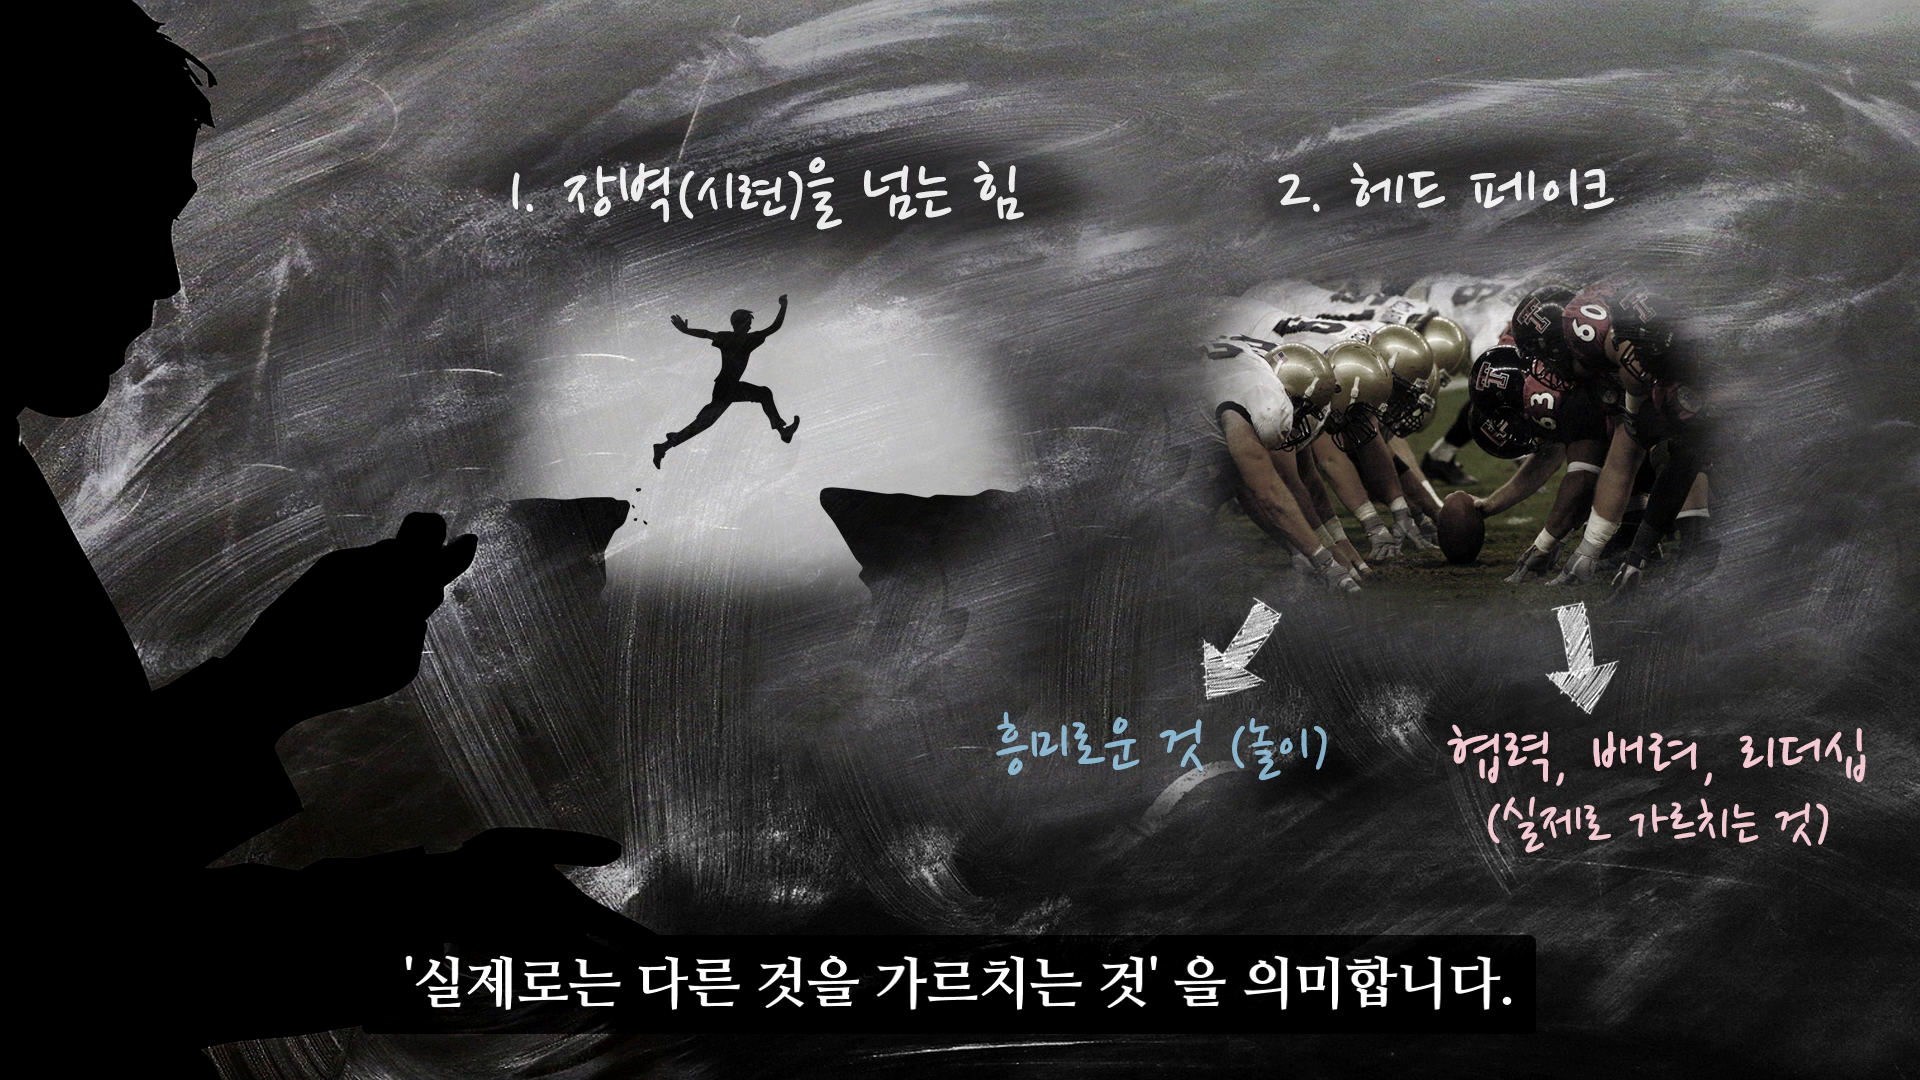 1. 장벽(시련)을 넘는 힘
2. 헤드 페이크
60
63
흥미로운 것 (놀이)
협력, 배려, 리더십
(실제로 가르치는 것)
'실제로는 다른 것을 가르치는 것' 을 의미합니다.